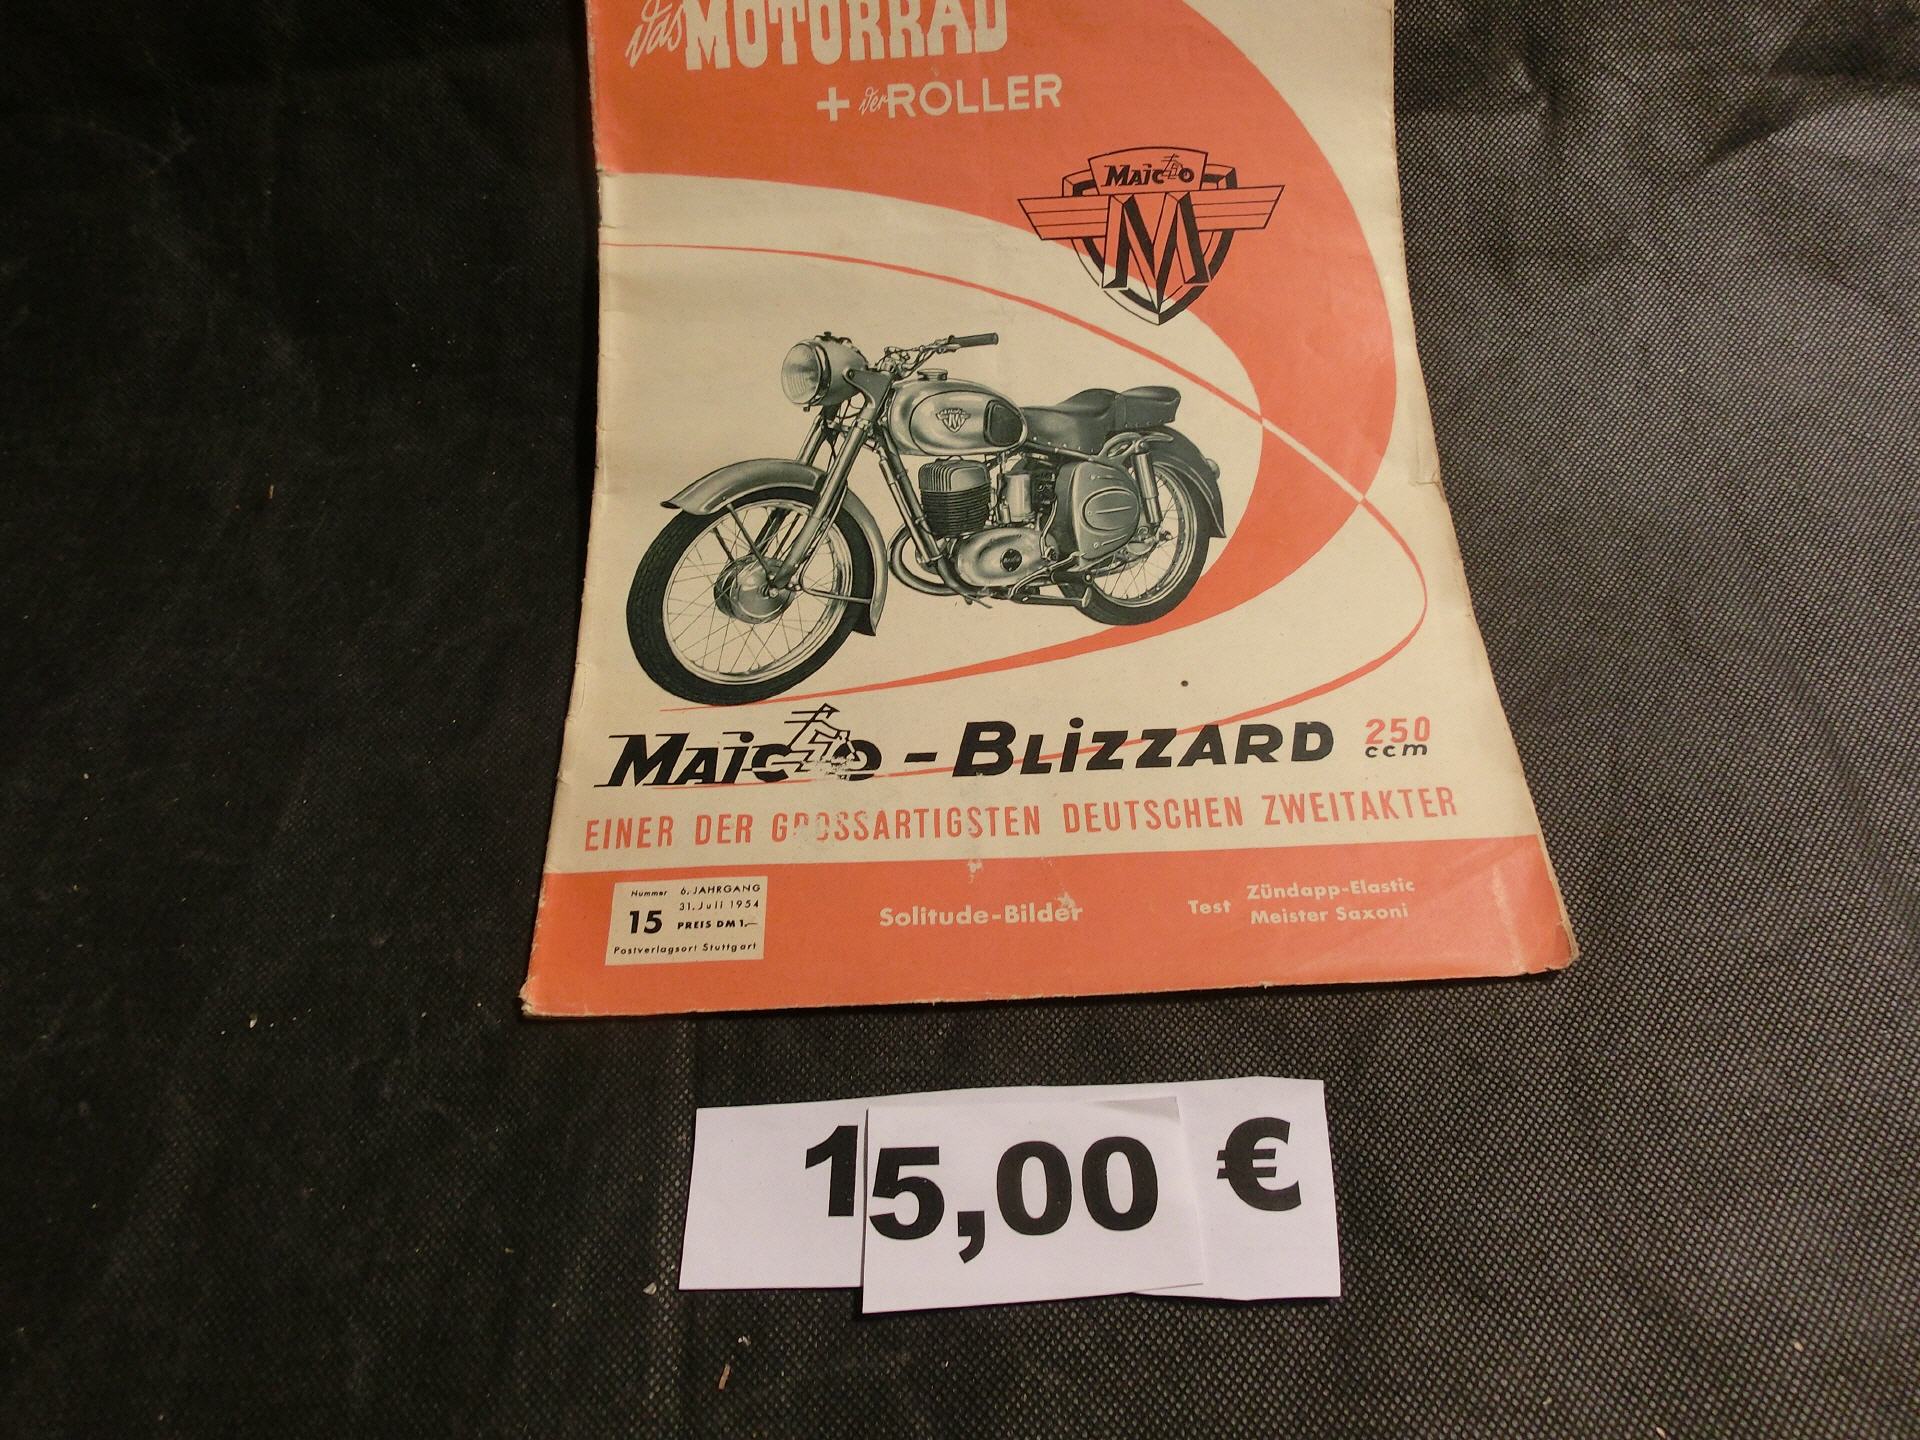 das MOTORRAD
+ der ROLLER
MAICO
M
MAICO - BLIZZARD 250 ccm
EINER DER GROSSARTIGSTEN DEUTSCHEN ZWEITAKTER
Nummer 6. JAHRGANG
31. Juli 1954
15 PREIS DM 1.—
Postverlagsort Stuttgart
Solitude-Bilder
Test Zündapp-Elastic
Meister Saxoni
15,00 €